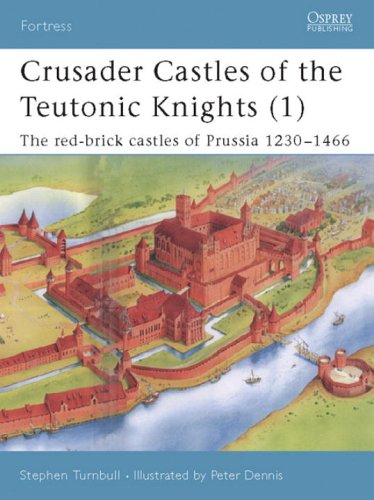 Fortress
OSPREY
PUBLISHING
Crusader Castles of the
Teutonic Knights (1)
The red-brick castles of Prussia 1230–1466
Stephen Turnbull · Illustrated by Peter Dennis